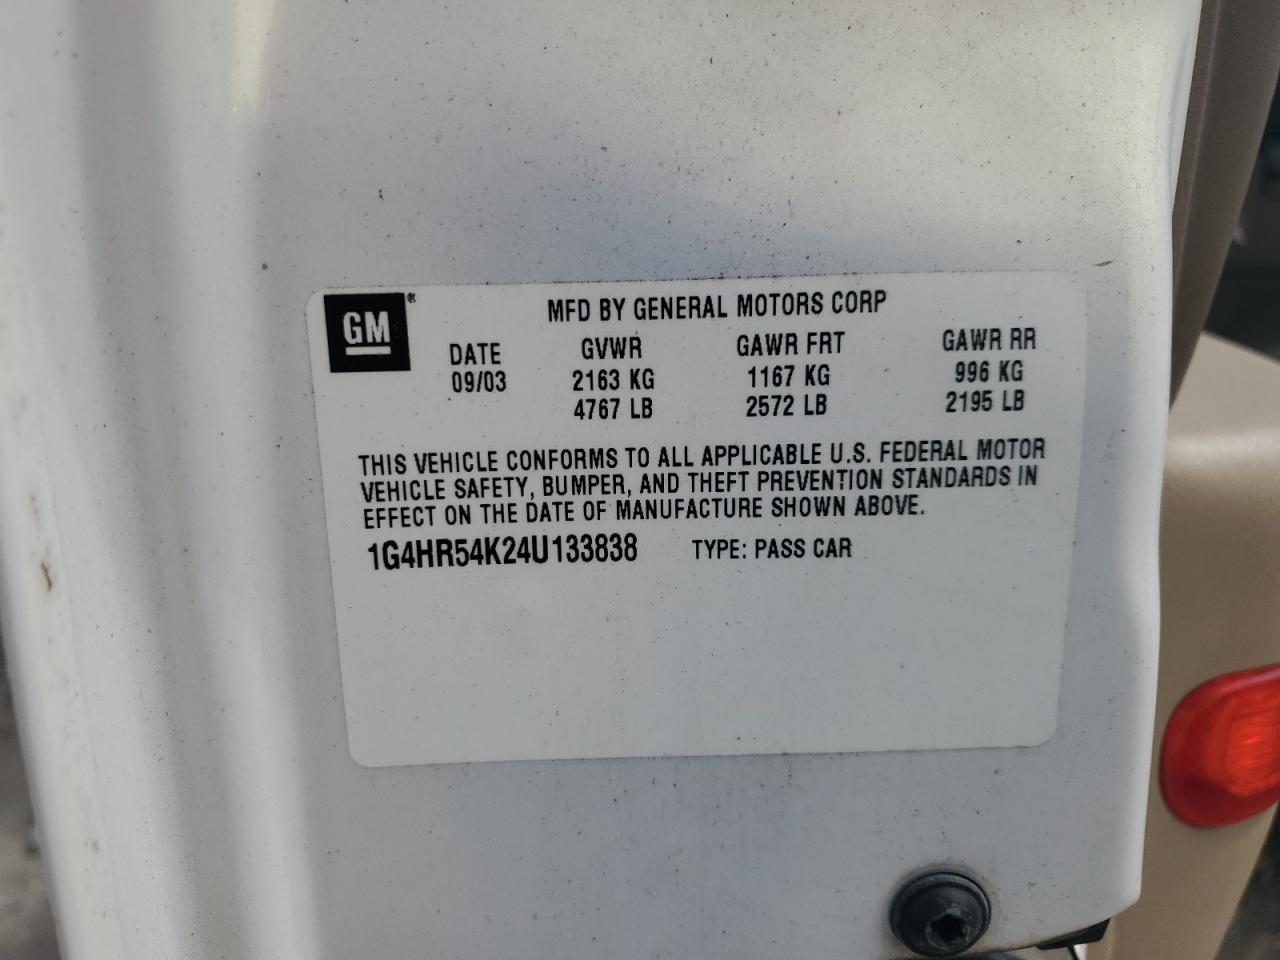 GM®
MFD BY GENERAL MOTORS CORP
DATE GVWR GAWR FRT GAWR RR
09/03 2163 KG 1167 KG 996 KG
4767 LB 2572 LB 2195 LB
THIS VEHICLE CONFORMS TO ALL APPLICABLE U.S. FEDERAL MOTOR
VEHICLE SAFETY, BUMPER, AND THEFT PREVENTION STANDARDS IN
EFFECT ON THE DATE OF MANUFACTURE SHOWN ABOVE.
1G4HR54K24U133838 TYPE: PASS CAR